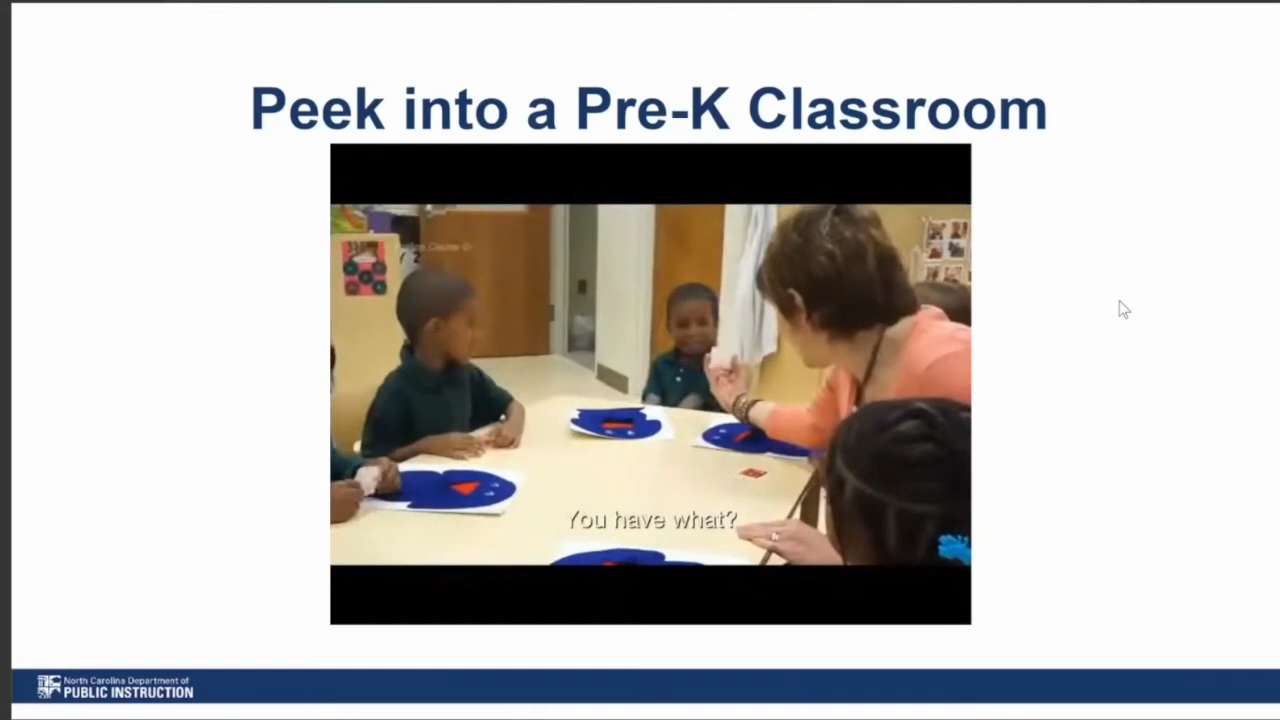 Peek into a Pre-K Classroom
You have what?
North Carolina Department of
PUBLIC INSTRUCTION